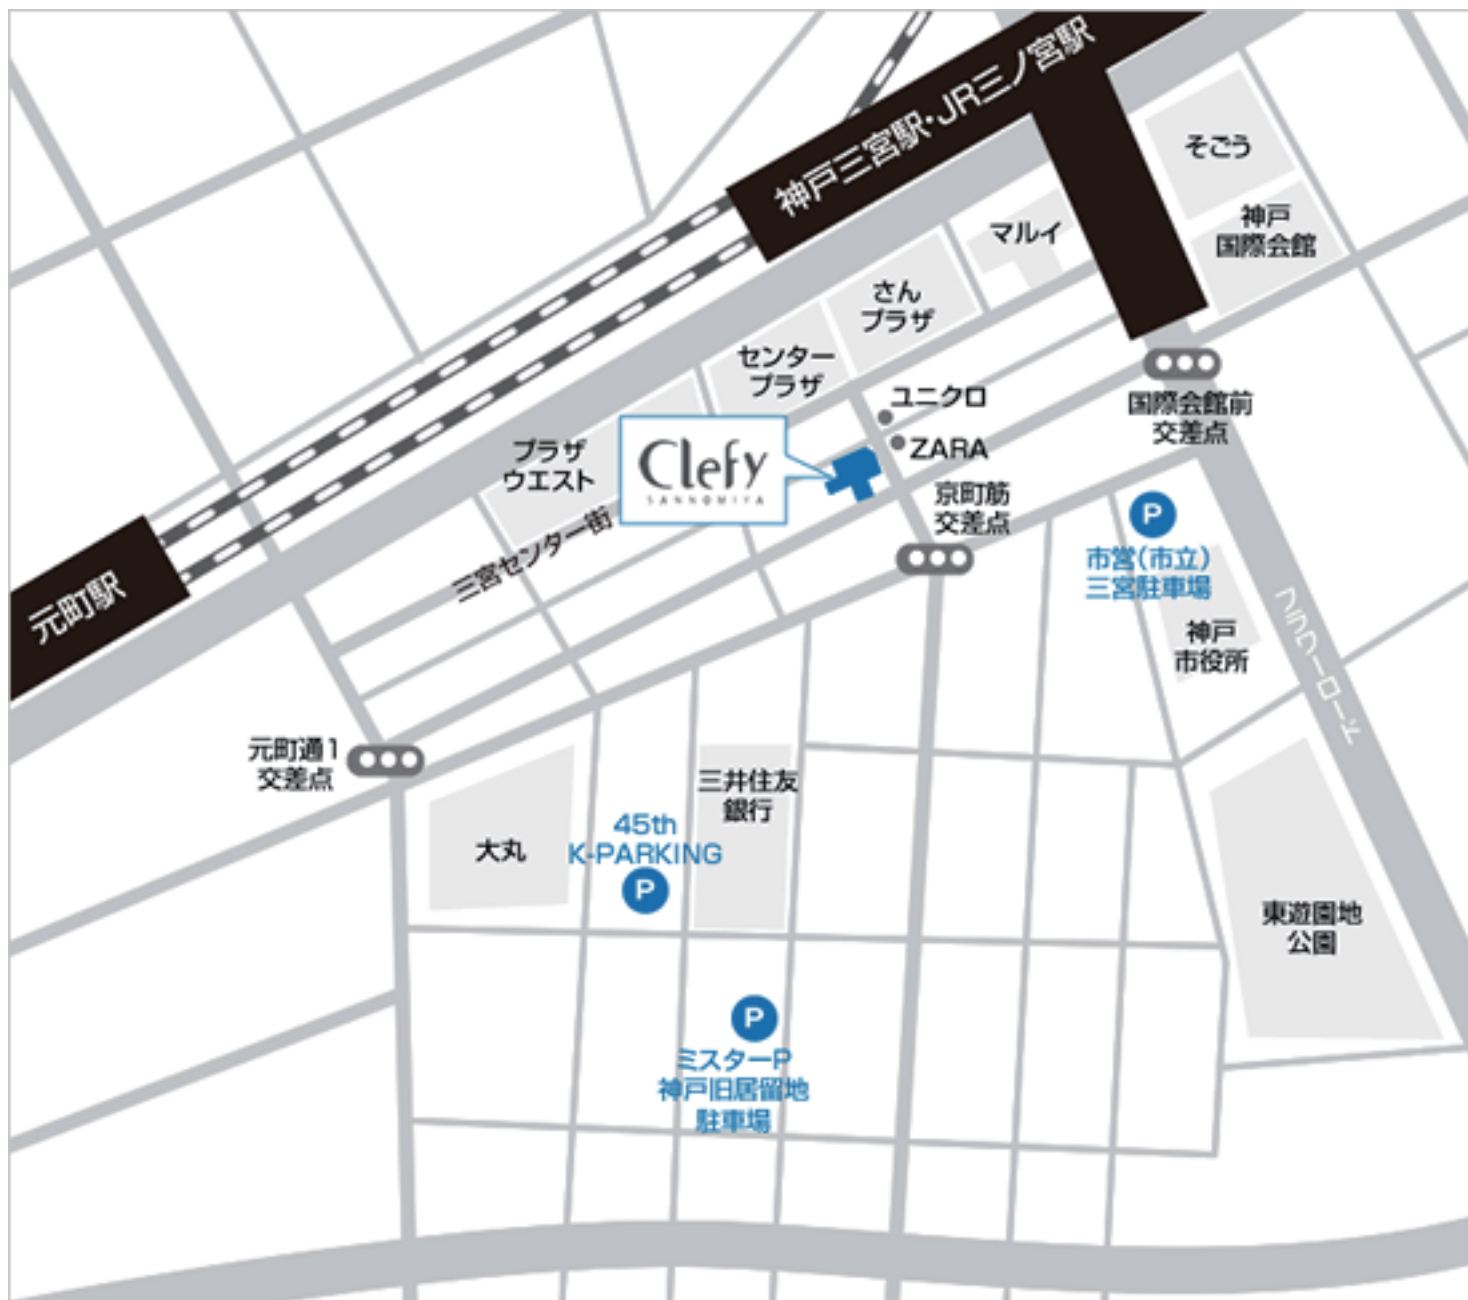 神戸三宮駅・JR三ノ宮駅
そごう
神戸
国際会館
マルイ
さん
プラザ
センター
プラザ
ユニクロ
ZARA
国際会館前
交差点
プラザ
ウエスト
Clefy
SANNOMIYA
三宮センター街
京町筋
交差点
P
市営(市立)
三宮駐車場
神戸
市役所
フラワーロード
元町駅
元町通1
交差点
大丸
45th
K-PARKING
P
三井住友
銀行
東遊園地
公園
P
ミスターP
神戸旧居留地
駐車場